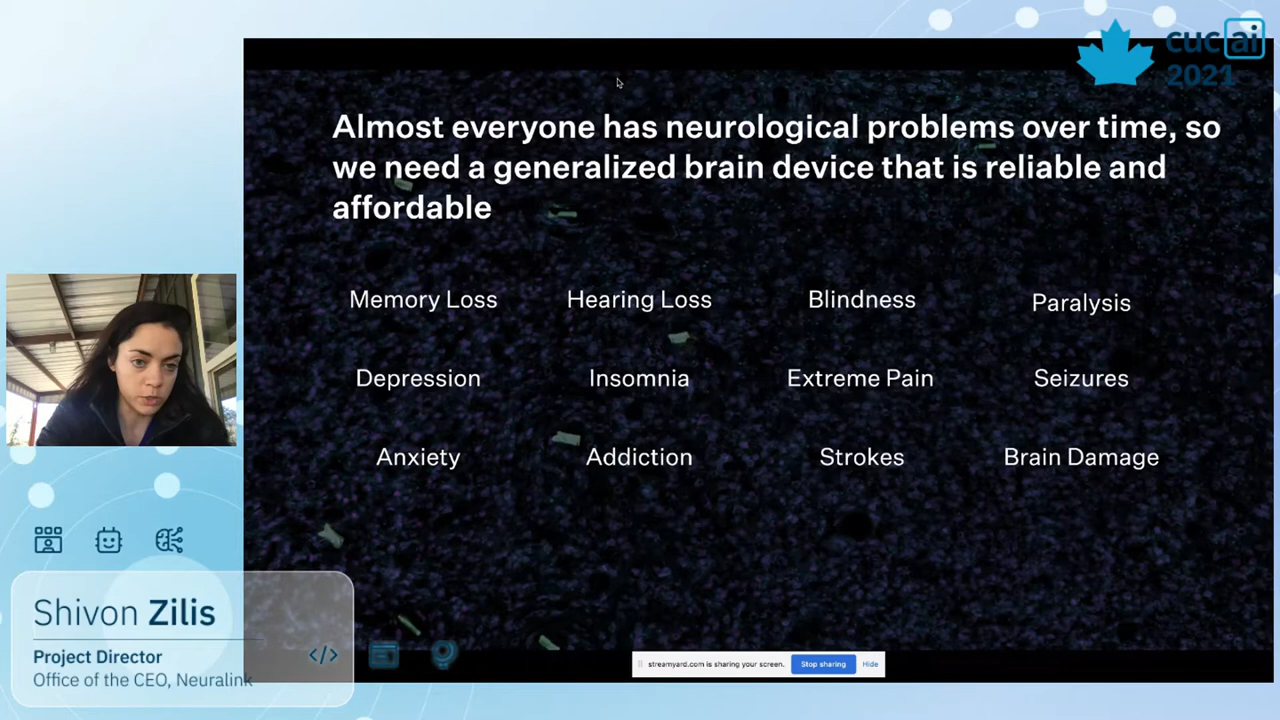 cuc ai
2021
Almost everyone has neurological problems over time, so
we need a generalized brain device that is reliable and
affordable
Memory Loss Hearing Loss Blindness Paralysis
Depression Insomnia Extreme Pain Seizures
Anxiety Addiction Strokes Brain Damage
Shivon Zilis
Project Director
Office of the CEO, Neuralink
</>
streamyard.com is sharing your screen. Stop sharing Hide